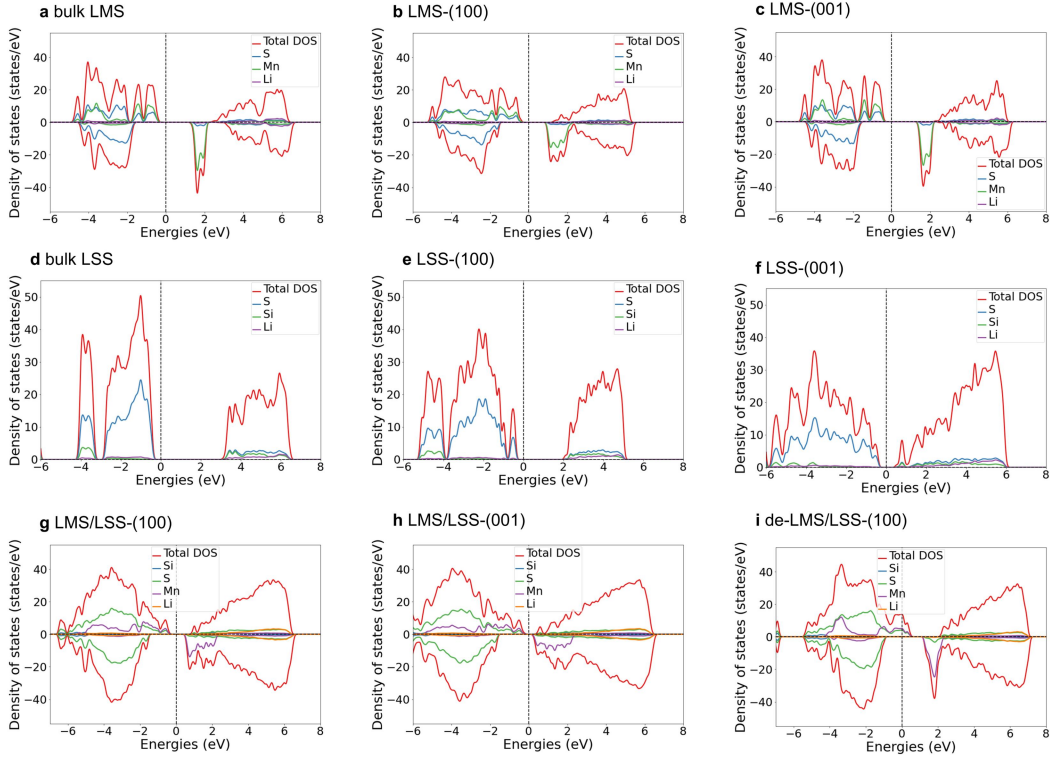 a bulk LMS
b LMS-(100)
c LMS-(001)
Density of states (states/eV)
40
20
0
−20
−40
−6 −4 −2 0 2 4 6 8
Energies (eV)
Total DOS
S
Mn
Li
Density of states (states/eV)
40
20
0
−20
−40
−6 −4 −2 0 2 4 6 8
Energies (eV)
Total DOS
S
Mn
Li
Density of states (states/eV)
40
20
0
−20
−40
−6 −4 −2 0 2 4 6 8
Energies (eV)
Total DOS
S
Mn
Li
d bulk LSS
e LSS-(100)
f LSS-(001)
Density of states (states/eV)
50
40
30
20
10
0
−6 −4 −2 0 2 4 6 8
Energies (eV)
Total DOS
S
Si
Li
Density of states (states/eV)
50
40
30
20
10
0
−6 −4 −2 0 2 4 6 8
Energies (eV)
Total DOS
S
Si
Li
Density of states (states/eV)
50
40
30
20
10
0
−6 −4 −2 0 2 4 6 8
Energies (eV)
Total DOS
S
Si
Li
g LMS/LSS-(100)
h LMS/LSS-(001)
i de-LMS/LSS-(100)
Density of states (states/eV)
40
20
0
−20
−40
−6 −4 −2 0 2 4 6 8
Energies (eV)
Total DOS
Si
S
Mn
Li
Density of states (states/eV)
40
20
0
−20
−40
−6 −4 −2 0 2 4 6 8
Energies (eV)
Total DOS
Si
S
Mn
Li
Density of states (states/eV)
40
20
0
−20
−40
−6 −4 −2 0 2 4 6 8
Energies (eV)
Total DOS
Si
S
Mn
Li